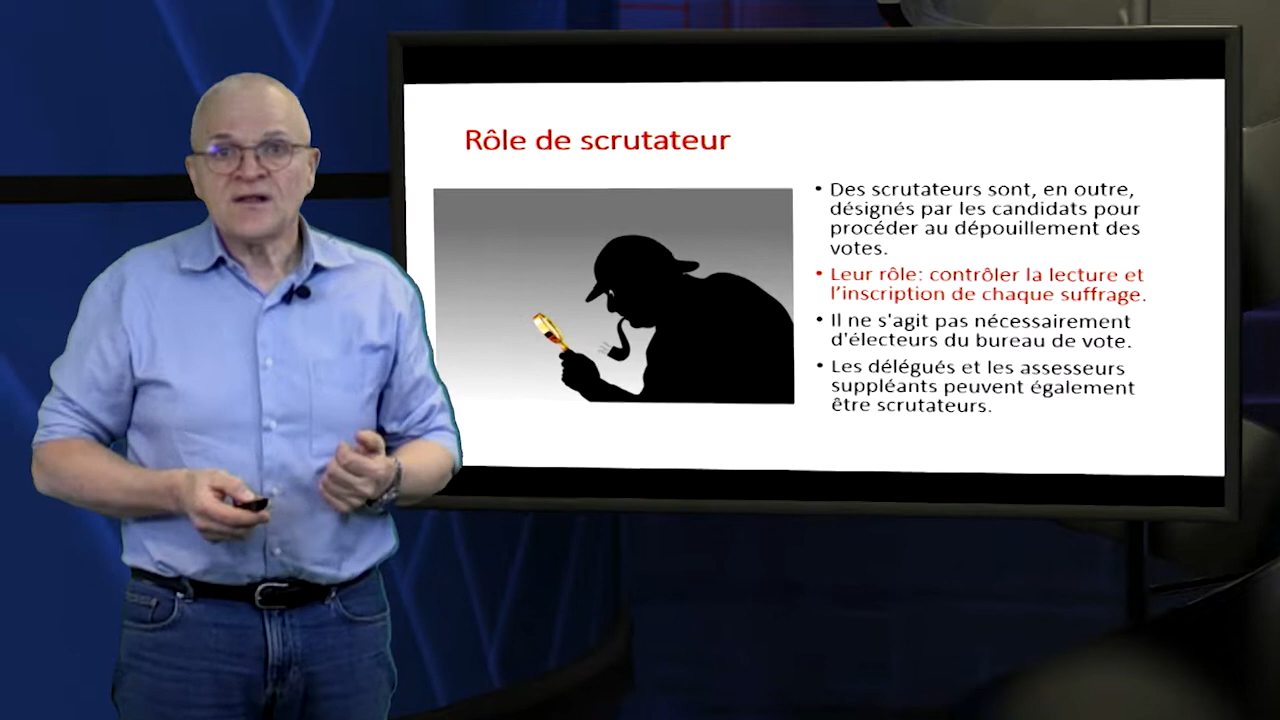 Rôle de scrutateur
• Des scrutateurs sont, en outre,
désignés par les candidats pour
procéder au dépouillement des
votes.
• Leur rôle: contrôler la lecture et
l’inscription de chaque suffrage.
• Il ne s'agit pas nécessairement
d'électeurs du bureau de vote.
• Les délégués et les assesseurs
suppléants peuvent également
être scrutateurs.